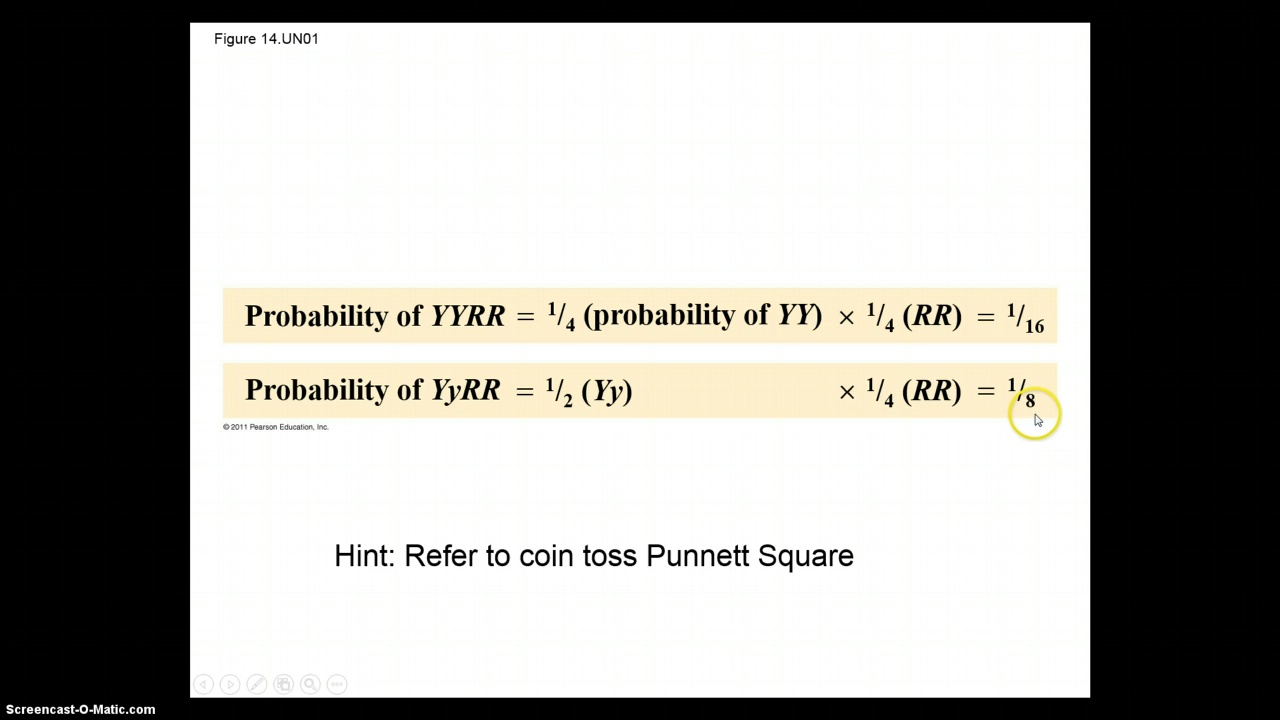 Figure 14.UN01
Probability of YYRR = 1/4 (probability of YY) × 1/4 (RR) = 1/16
Probability of YyRR = 1/2 (Yy) × 1/4 (RR) = 1/8
© 2011 Pearson Education, Inc.
Hint: Refer to coin toss Punnett Square
Screencast-O-Matic.com